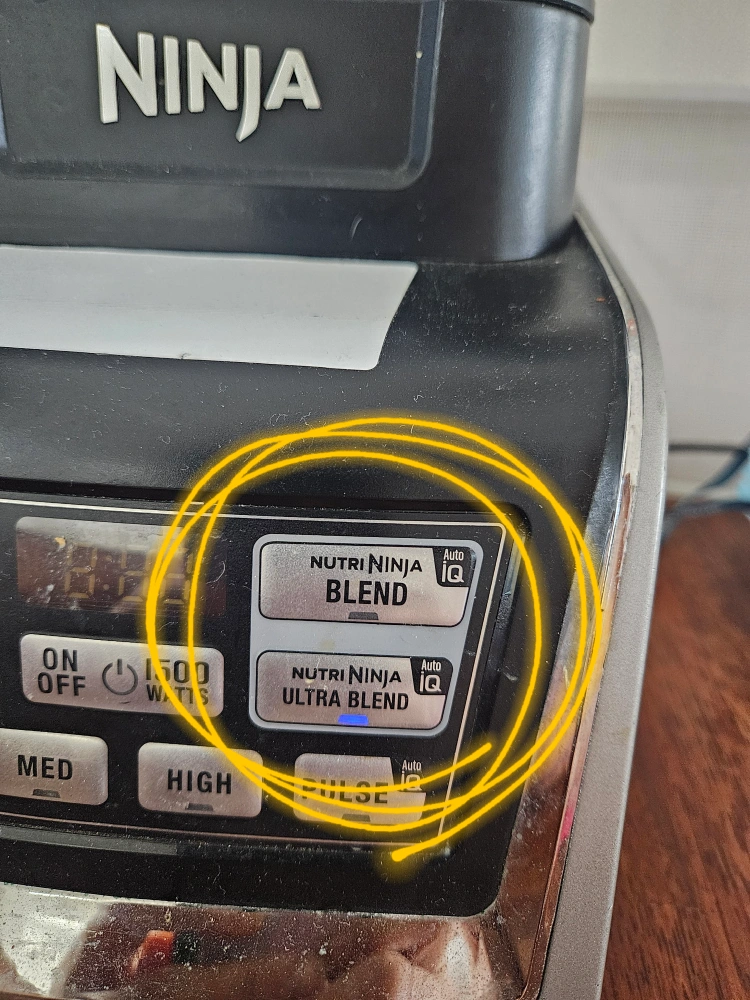 NINJA
NUTRI NINJA
BLEND
Auto
iQ
NUTRI NINJA
ULTRA BLEND
Auto
iQ
ON
OFF
1500
WATTS
MED
HIGH
PULSE
Auto
iQ